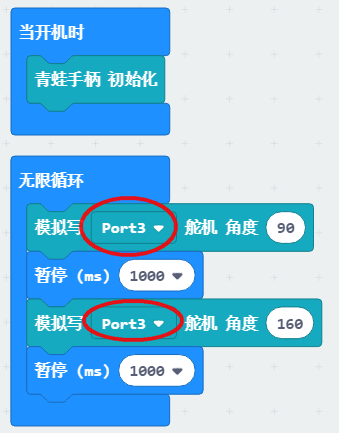 当开机时
青蛙手柄 初始化
无限循环
模拟写 Port3 舵机 角度 90
暂停 (ms) 1000
模拟写 Port3 舵机 角度 160
暂停 (ms) 1000